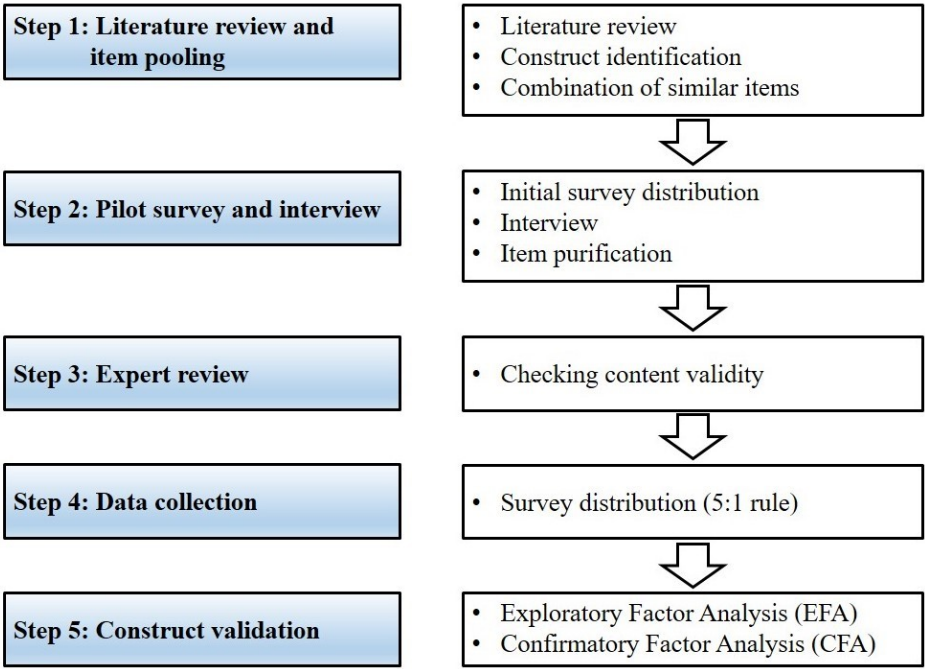 Step 1: Literature review and
item pooling
• Literature review
• Construct identification
• Combination of similar items
Step 2: Pilot survey and interview
• Initial survey distribution
• Interview
• Item purification
Step 3: Expert review
• Checking content validity
Step 4: Data collection
• Survey distribution (5:1 rule)
Step 5: Construct validation
• Exploratory Factor Analysis (EFA)
• Confirmatory Factor Analysis (CFA)